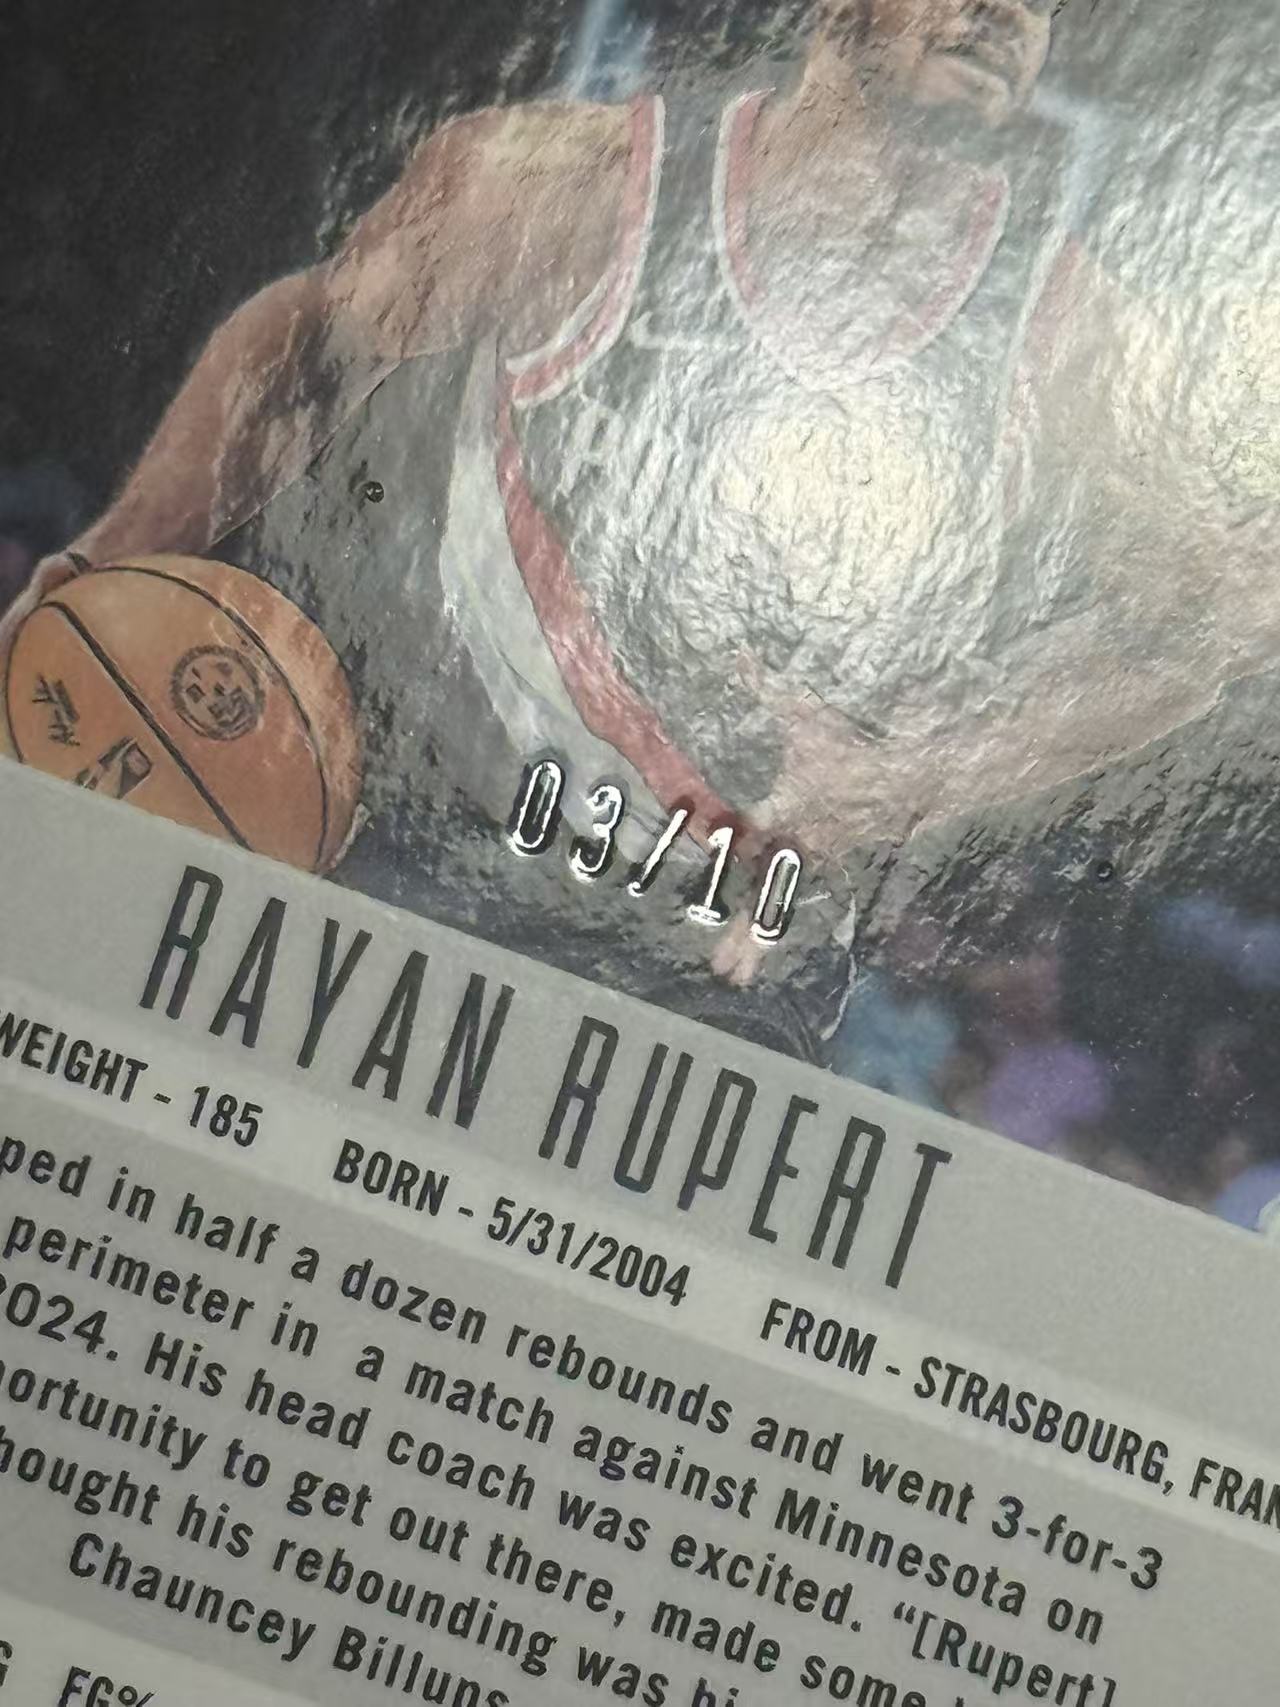 03/10
RAYAN RUPERT
WEIGHT - 185 BORN - 5/31/2004 FROM - STRASBOURG, FRAN
ped in half a dozen rebounds and went 3-for-3
perimeter in a match against Minnesota on
2024. His head coach was excited. “[Rupert]
ortunity to get out there, made some
hought his rebounding was
Chauncey Billups
FG%